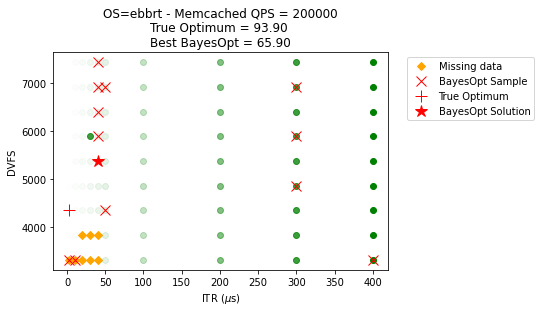 OS=ebbrt - Memcached QPS = 200000
True Optimum = 93.90
Best BayesOpt = 65.90
Missing data
BayesOpt Sample
True Optimum
BayesOpt Solution
7000
6000
5000
4000
DVFS
0 50 100 150 200 250 300 350 400
ITR (μs)